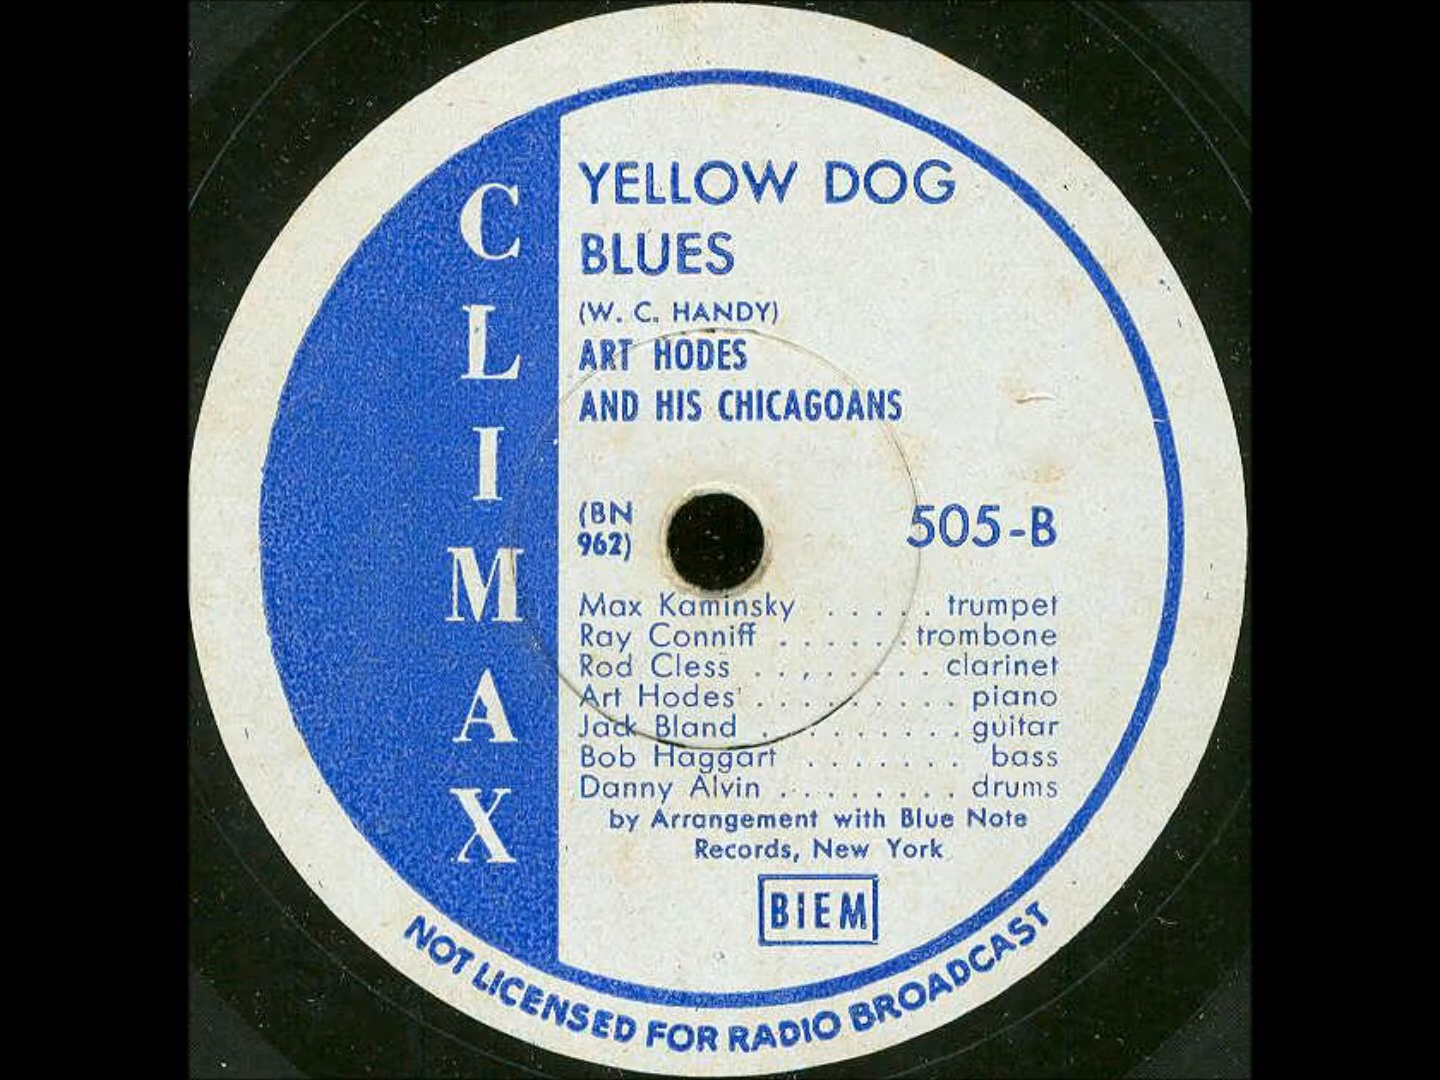 CLIMAX
YELLOW DOG
BLUES
(W. C. HANDY)
ART HODES
AND HIS CHICAGOANS
(BN
962)
505-B
Max Kaminsky . . . . . trumpet
Ray Conniff . . . . . . trombone
Rod Cless . . , . . . . clarinet
Art Hodes . . . . . . . . . piano
Jack Bland . . . . . . . . guitar
Bob Haggart . . . . . . . bass
Danny Alvin . . . . . . . . drums
by Arrangement with Blue Note
Records, New York
BIEM
NOT LICENSED FOR RADIO BROADCAST